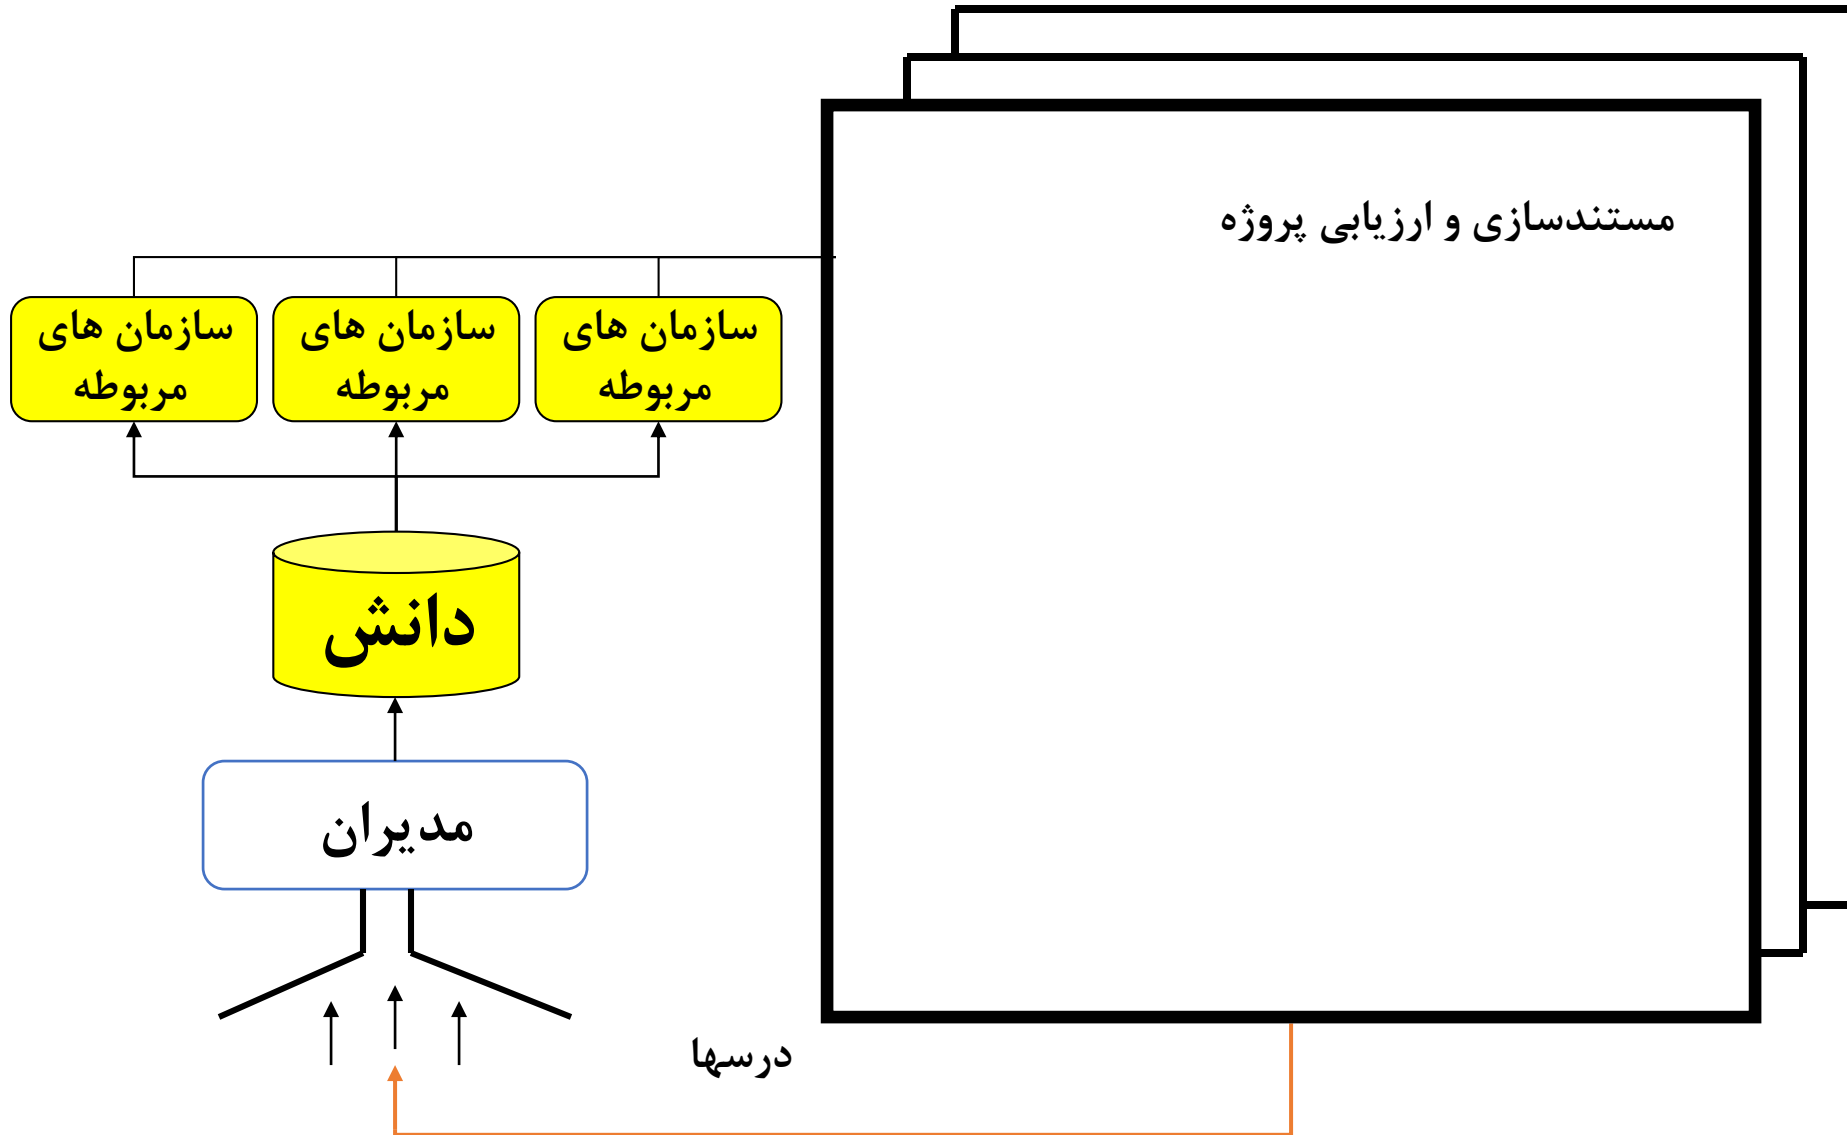 مستندسازی و ارزیابی پروژه
سازمان های
مربوطه
سازمان های
مربوطه
سازمان های
مربوطه
دانش
مدیران
درسها